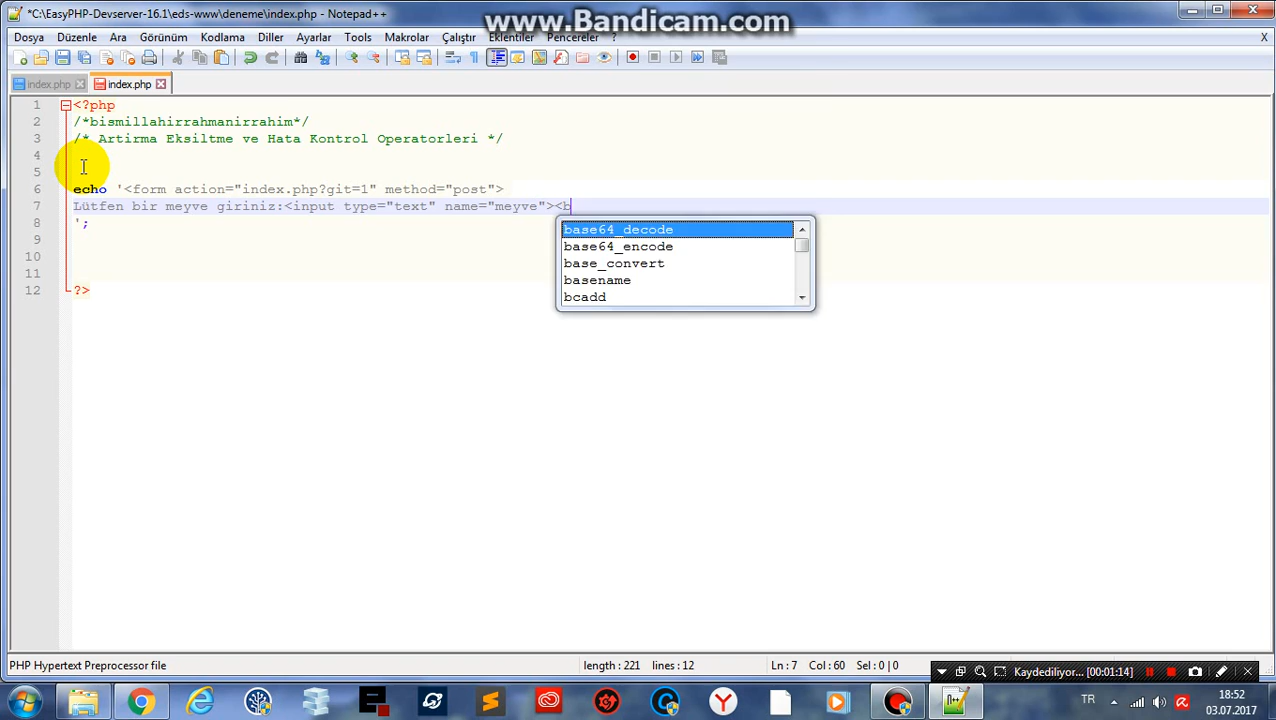 *C:\EasyPHP-Devserver-16.1\eds-www\deneme\index.php - Notepad++
www.Bandicam.com
Dosya Düzenle Ara Görünüm Kodlama Diller Ayarlar Tools Makrolar Çalıştır Eklentiler Pencereler ? X
index.php index.php
1 <?php
2 /*bismillahirrahmanirrahim*/
3 /* Artirma Eksiltme ve Hata Kontrol Operatorleri */
4
5
6 echo '<form action="index.php?git=1" method="post">
7 Lütfen bir meyve giriniz:<input type="text" name="meyve"><b
8 ';
9
10
11
12 ?>
base64_decode
base64_encode
base_convert
basename
bcadd
PHP Hypertext Preprocessor file length : 221 lines : 12 Ln : 7 Col : 60 Sel : 0 | 0
Kaydediliyor... [00:01:14]
TR 18:52
03.07.2017